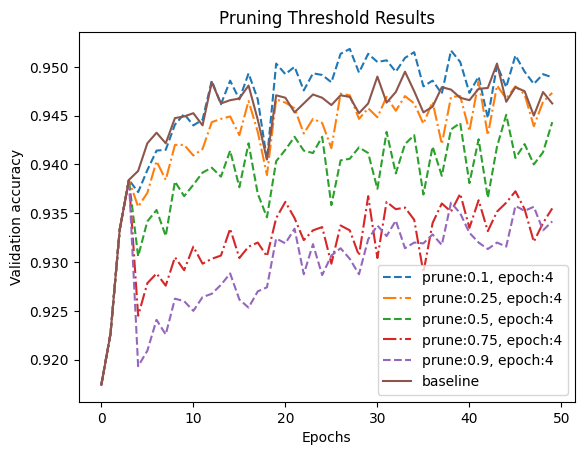 Pruning Threshold Results
Validation accuracy
0.950
0.945
0.940
0.935
0.930
0.925
0.920
prune:0.1, epoch:4
prune:0.25, epoch:4
prune:0.5, epoch:4
prune:0.75, epoch:4
prune:0.9, epoch:4
baseline
0 10 20 30 40 50
Epochs